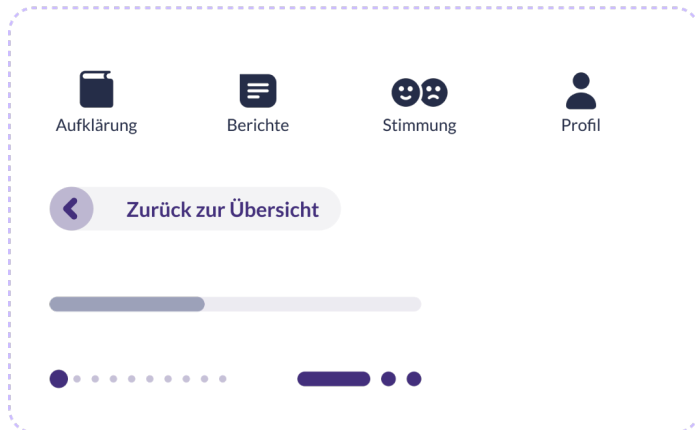 Aufklärung
Berichte
Stimmung
Profil
Zurück zur Übersicht